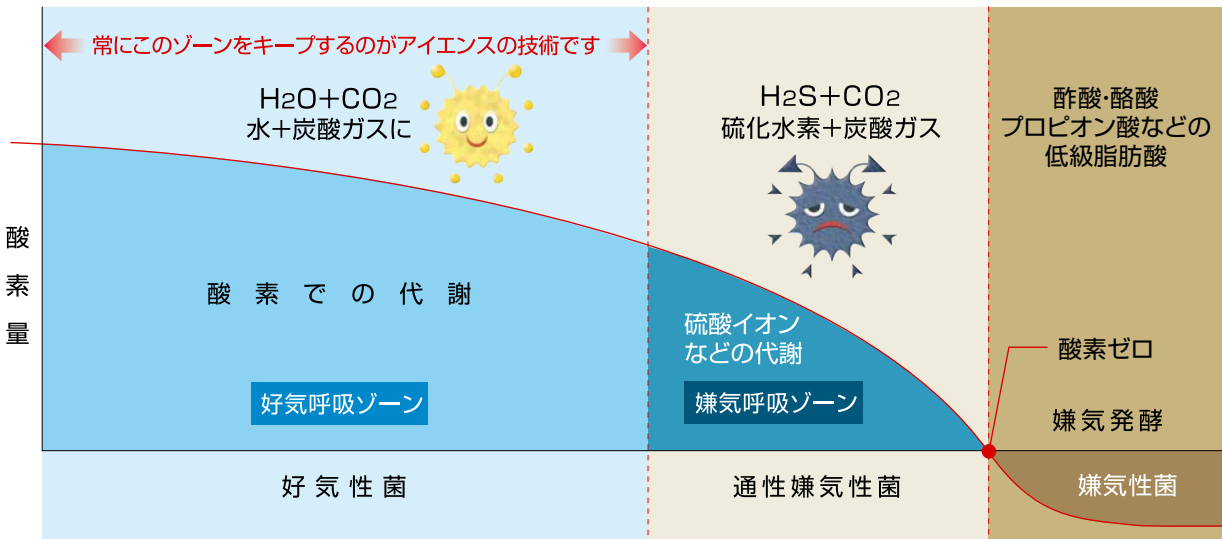 常にこのゾーンをキープするのがアイエンスの技術です
H2O+CO2
水+炭酸ガスに
H2S+CO2
硫化水素+炭酸ガス
酢酸・酪酸
プロピオン酸などの
低級脂肪酸
酸素量
酸素での代謝
硫酸イオン
などの代謝
好気呼吸ゾーン
嫌気呼吸ゾーン
酸素ゼロ
嫌気発酵
好気性菌
通性嫌気性菌
嫌気性菌